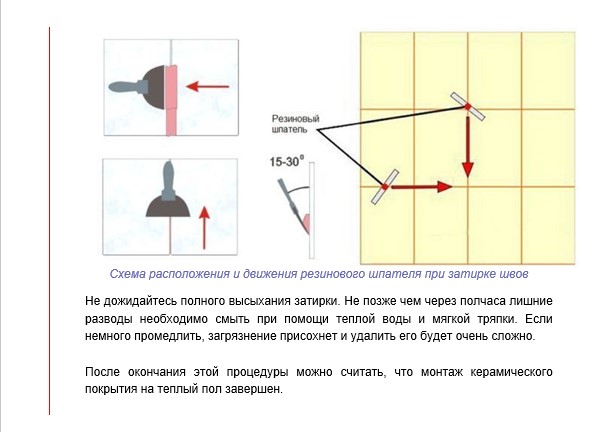 Резиновый
шпатель
15-30⁰
Схема расположения и движения резинового шпателя при затирке швов
Не дожидайтесь полного высыхания затирки. Не позже чем через полчаса лишние
разводы необходимо смыть при помощи теплой воды и мягкой тряпки. Если
немного промедлить, загрязнение присохнет и удалить его будет очень сложно.
После окончания этой процедуры можно считать, что монтаж керамического
покрытия на теплый пол завершен.